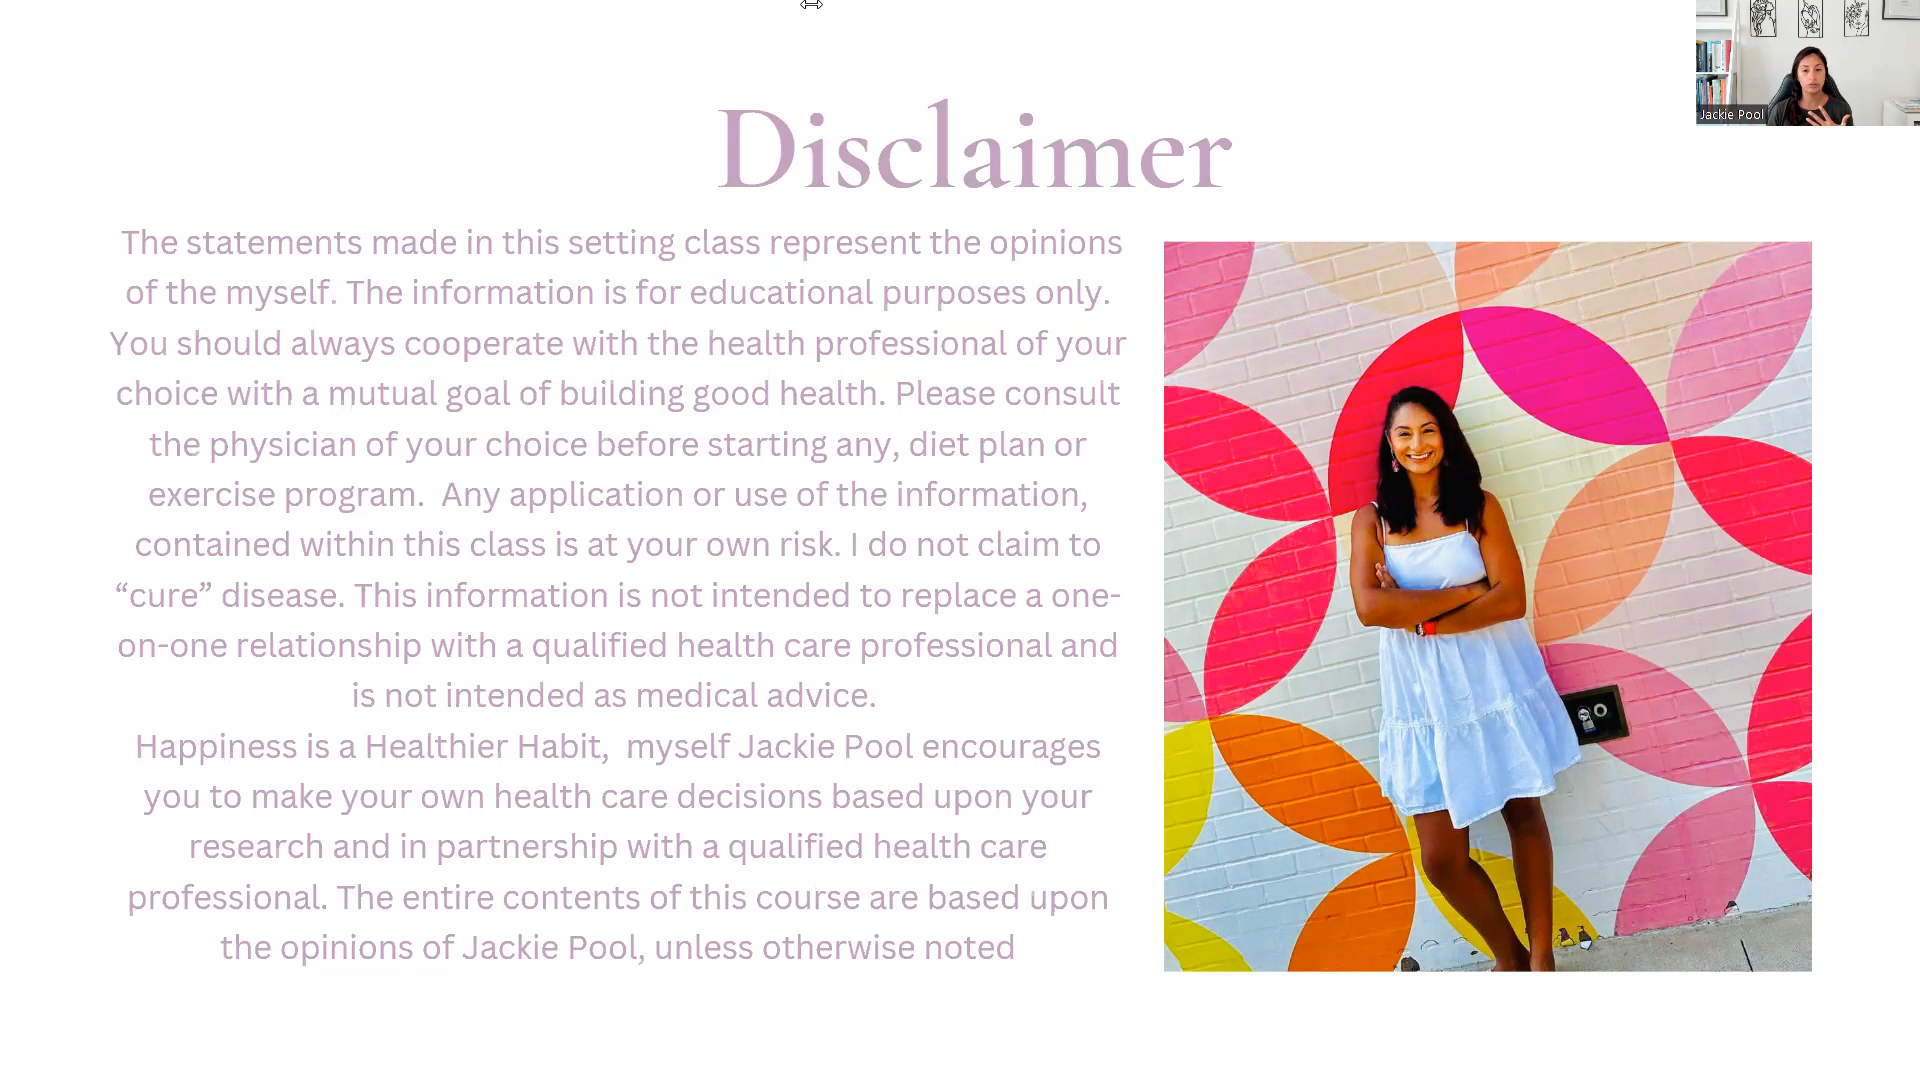 Disclaimer
Jackie Pool
The statements made in this setting class represent the opinions
of the myself. The information is for educational purposes only.
You should always cooperate with the health professional of your
choice with a mutual goal of building good health. Please consult
the physician of your choice before starting any, diet plan or
exercise program.  Any application or use of the information,
contained within this class is at your own risk. I do not claim to
“cure” disease. This information is not intended to replace a one-
on-one relationship with a qualified health care professional and
is not intended as medical advice.
Happiness is a Healthier Habit,  myself Jackie Pool encourages
you to make your own health care decisions based upon your
research and in partnership with a qualified health care
professional. The entire contents of this course are based upon
the opinions of Jackie Pool, unless otherwise noted